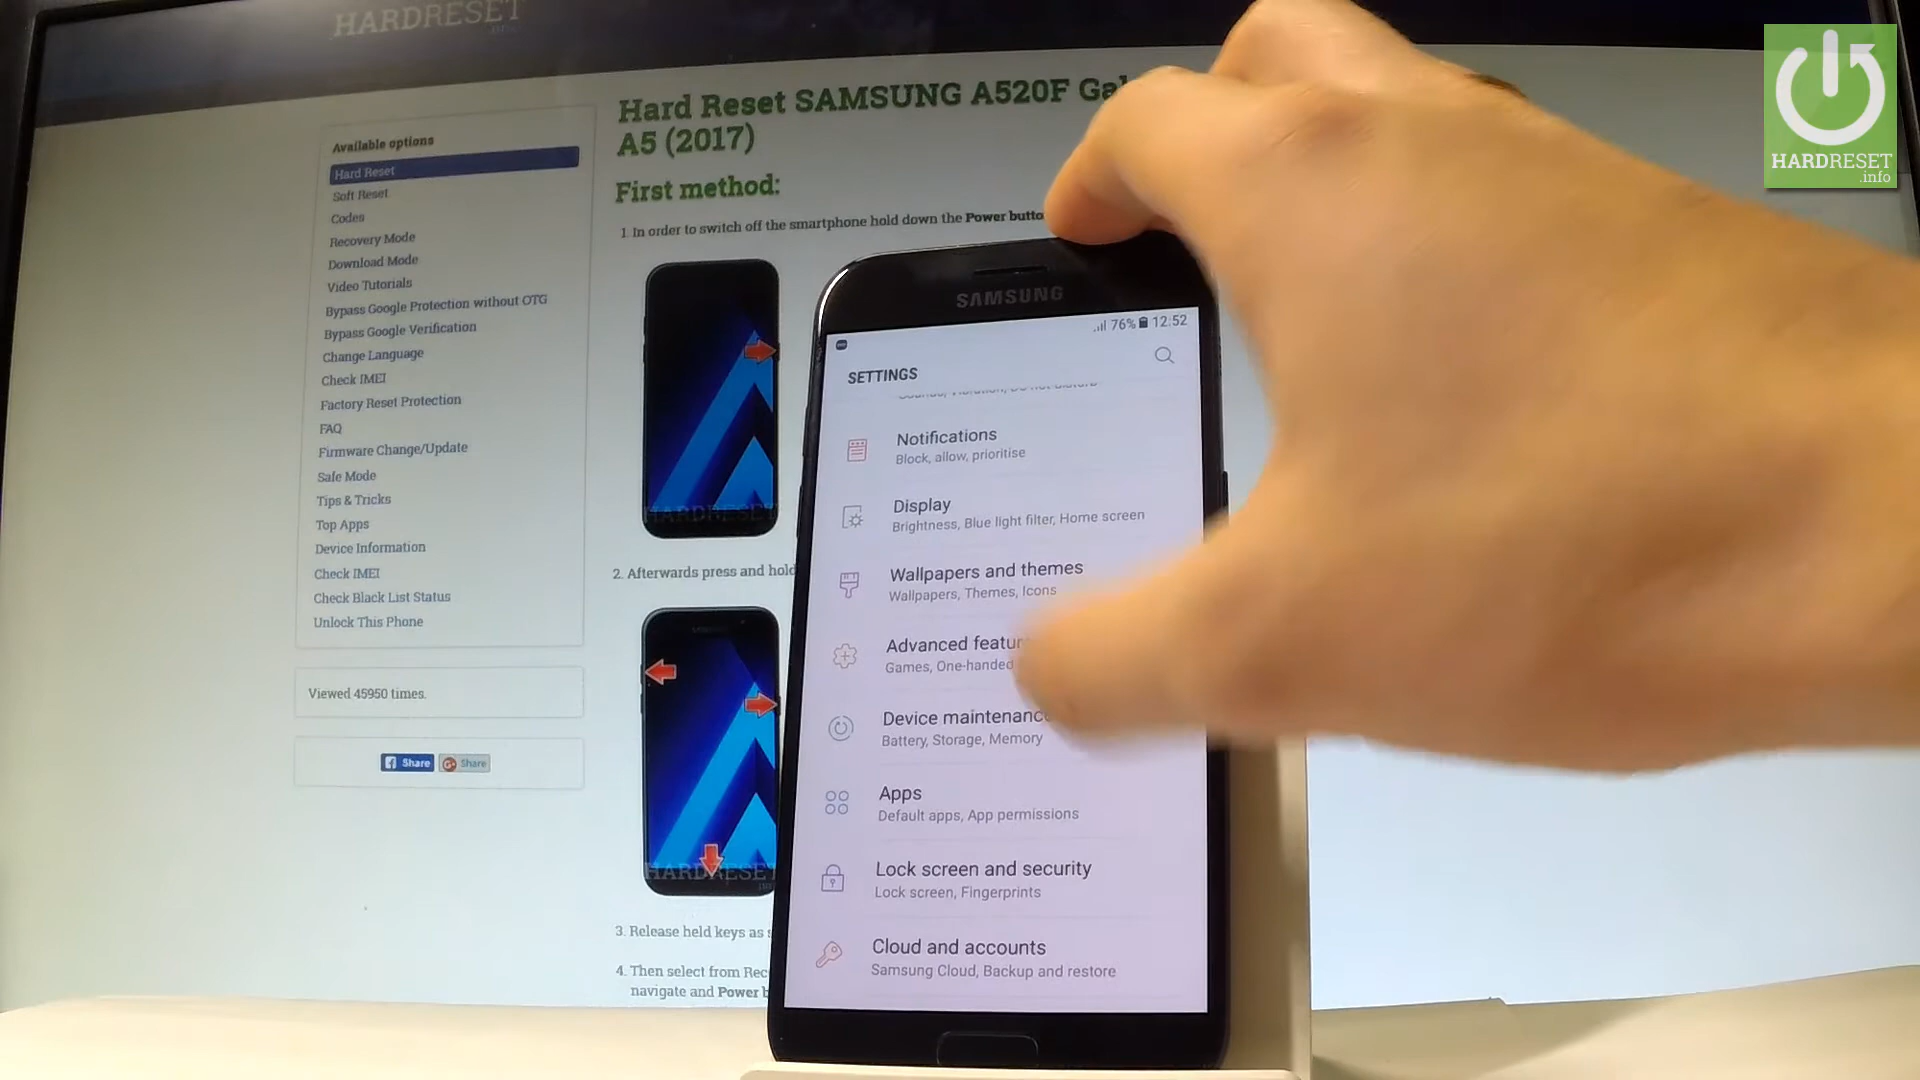 HARDRESET
Hard Reset SAMSUNG A520F
A5 (2017)
First method:
1. In order to switch off the smartphone hold down the Power
Available options
Hard Reset
Soft Reset
Codes
Recovery Mode
Download Mode
Video Tutorials
Bypass Google Protection without OTG
Bypass Google Verification
Change Language
Check IMEI
Factory Reset Protection
FAQ
Firmware Change/Update
Safe Mode
Tips & Tricks
Top Apps
Device Information
Check IMEI
Check Black List Status
Unlock This Phone
Viewed 45950 times.
Share
Share
HARDRESET
2. Afterwards press and hold
HARDRESET
3. Release held keys as
4. Then select from
navigate and Power
SAMSUNG
76% 12:52
SETTINGS
Notifications
Block, allow, prioritise
Display
Brightness, Blue light filter, Home screen
Wallpapers and themes
Wallpapers, Themes, Icons
Advanced
Games, One-handed
Device maintenance
Battery, Storage, Memory
Apps
Default apps, App permissions
Lock screen and security
Lock screen, Fingerprints
Cloud and accounts
Samsung Cloud, Backup and restore
HARDRESET
.info